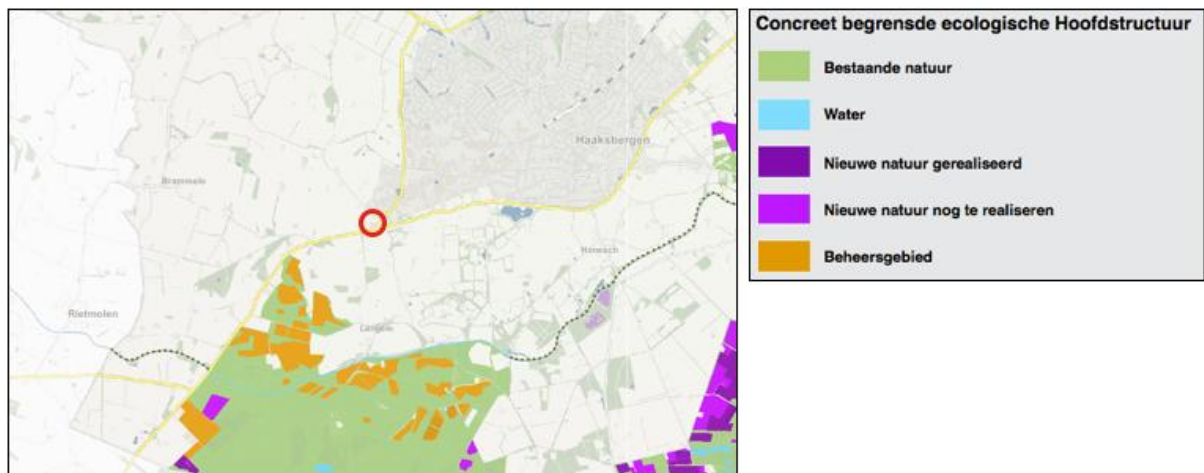 Haaksbergen
Brammelo
Honesch
Rietmolen
Concreet begrensde ecologische Hoofdstructuur
Bestaande natuur
Water
Nieuwe natuur gerealiseerd
Nieuwe natuur nog te realiseren
Beheersgebied